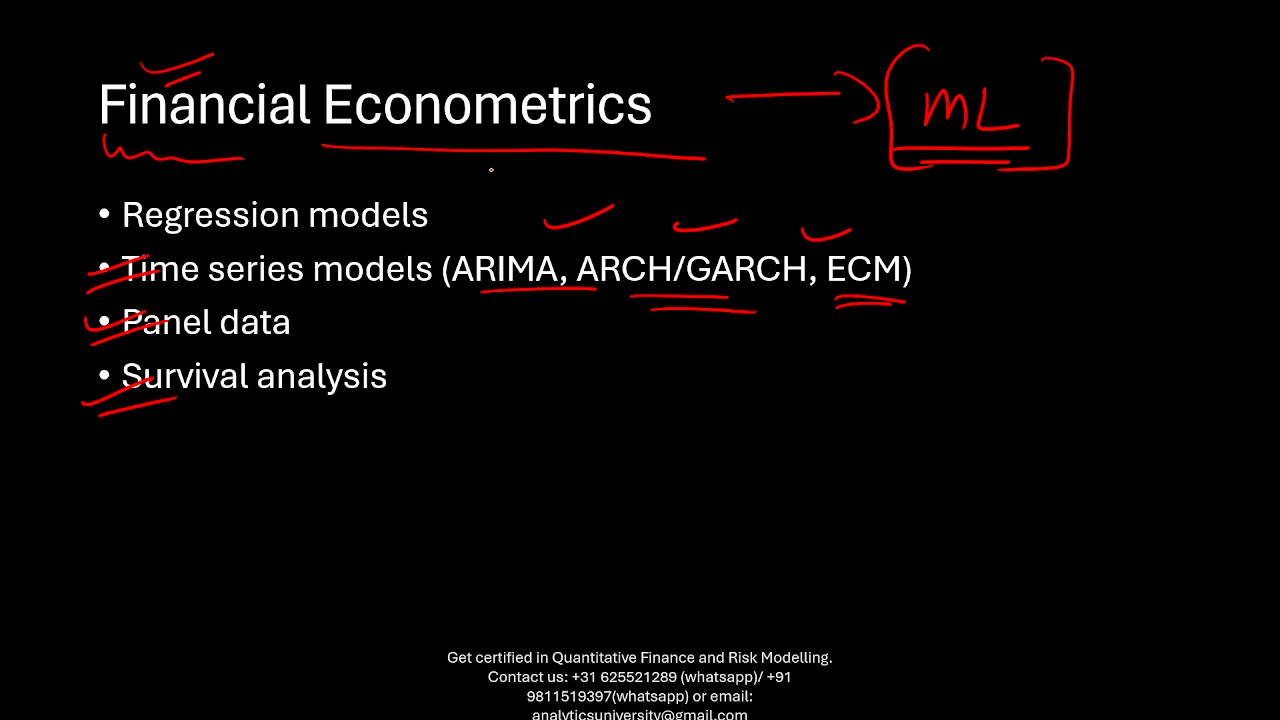 Financial Econometrics
mL
• Regression models
• Time series models (ARIMA, ARCH/GARCH, ECM)
• Panel data
• Survival analysis
Get certified in Quantitative Finance and Risk Modelling.
Contact us: +31 625521289 (whatsapp)/ +91
9811519397(whatsapp) or email:
analyticsuniversity@gmail.com